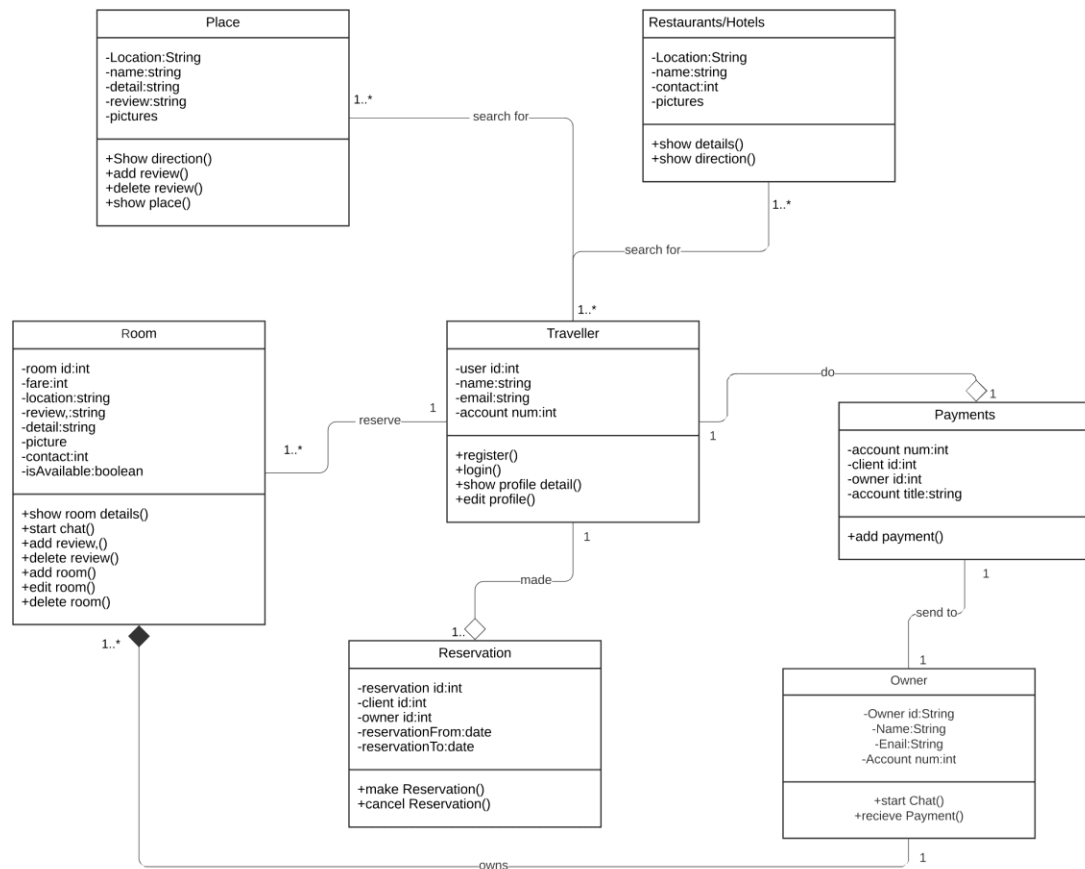 Place
-Location:String
-name:string
-detail:string
-review:string
-pictures
+Show direction()
+add review()
+delete review()
+show place()
Restaurants/Hotels
-Location:String
-name:string
-contact:int
-pictures
+show details()
+show direction()
1..*
search for
1..*
search for
1..*
Room
-room id:int
-fare:int
-location:string
-review,:string
-detail:string
-picture
-contact:int
-isAvailable:boolean
+show room details()
+start chat()
+add review,()
+delete review()
+add room()
+edit room()
+delete room()
1
reserve
1..*
Traveller
-user id:int
-name:string
-email:string
-account num:int
+register()
+login()
+show profile detail()
+edit profile()
do
1
1
Payments
-account num:int
-client id:int
-owner id:int
-account title:string
+add payment()
1
made
1..
1..*
Reservation
-reservation id:int
-client id:int
-owner id:int
-reservationFrom:date
-reservationTo:date
+make Reservation()
+cancel Reservation()
1
send to
1
Owner
-Owner id:String
-Name:String
-Enail:String
-Account num:int
+start Chat()
+recieve Payment()
1
owns